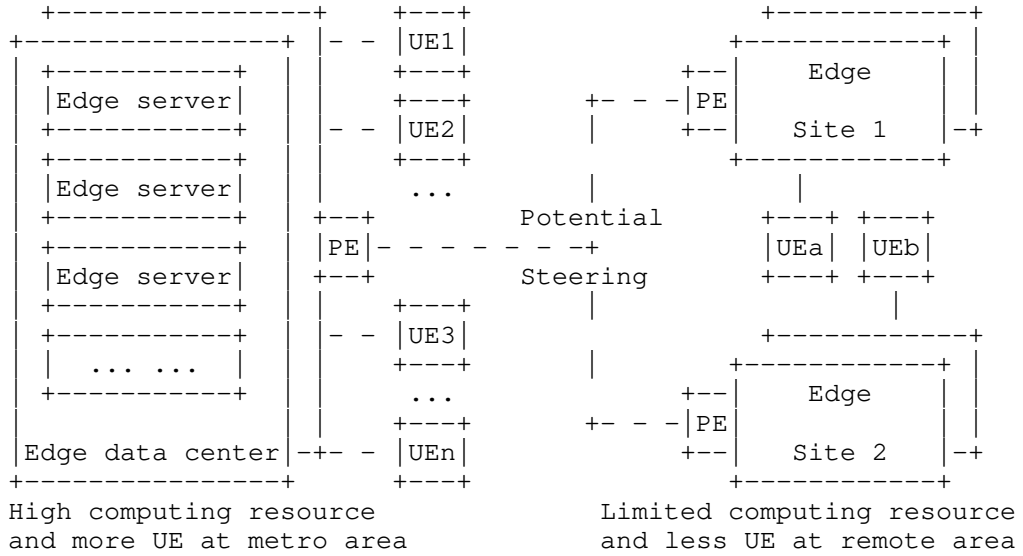 UE1
Edge
Edge server PE
UE2 Site 1
Edge server ...
Potential
PE UEa UEb
Edge server Steering
UE3
... ...
... Edge
PE
Edge data center UEn Site 2
High computing resource Limited computing resource
and more UE at metro area and less UE at remote area